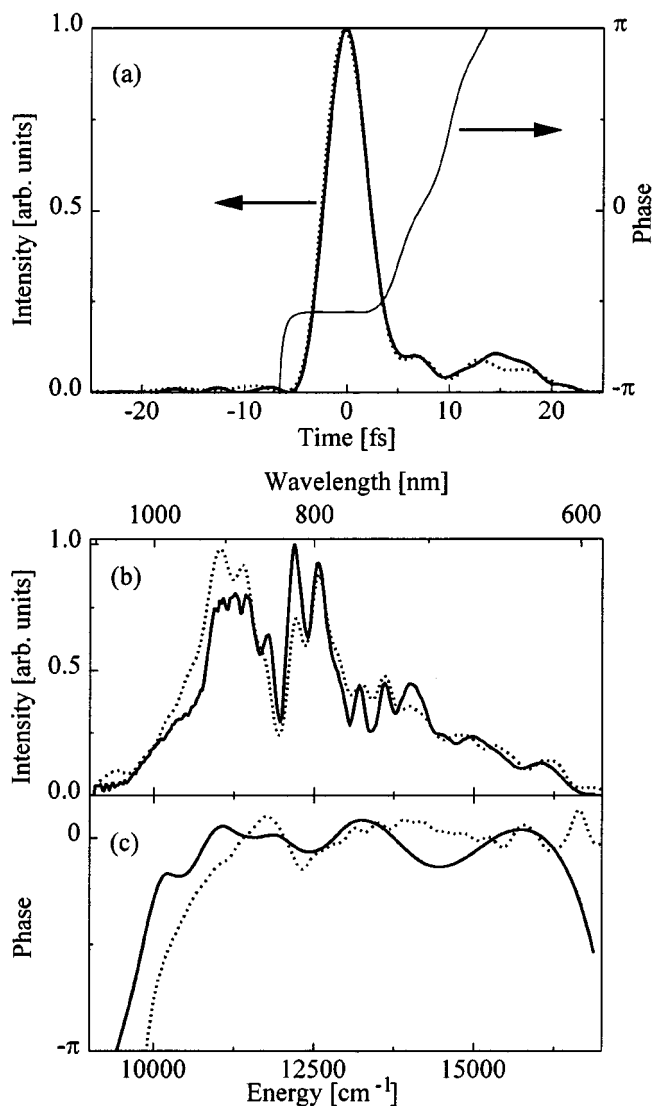 1.0 π
(a)
Intensity [arb. units] 0.5 0 Phase
0.0 -π
-20 -10 0 10 20
Time [fs]
Wavelength [nm]
1000 800 600
1.0
(b)
Intensity [arb. units] 0.5
0.0
0
(c)
Phase
-π
10000 12500 15000
Energy [cm⁻¹]